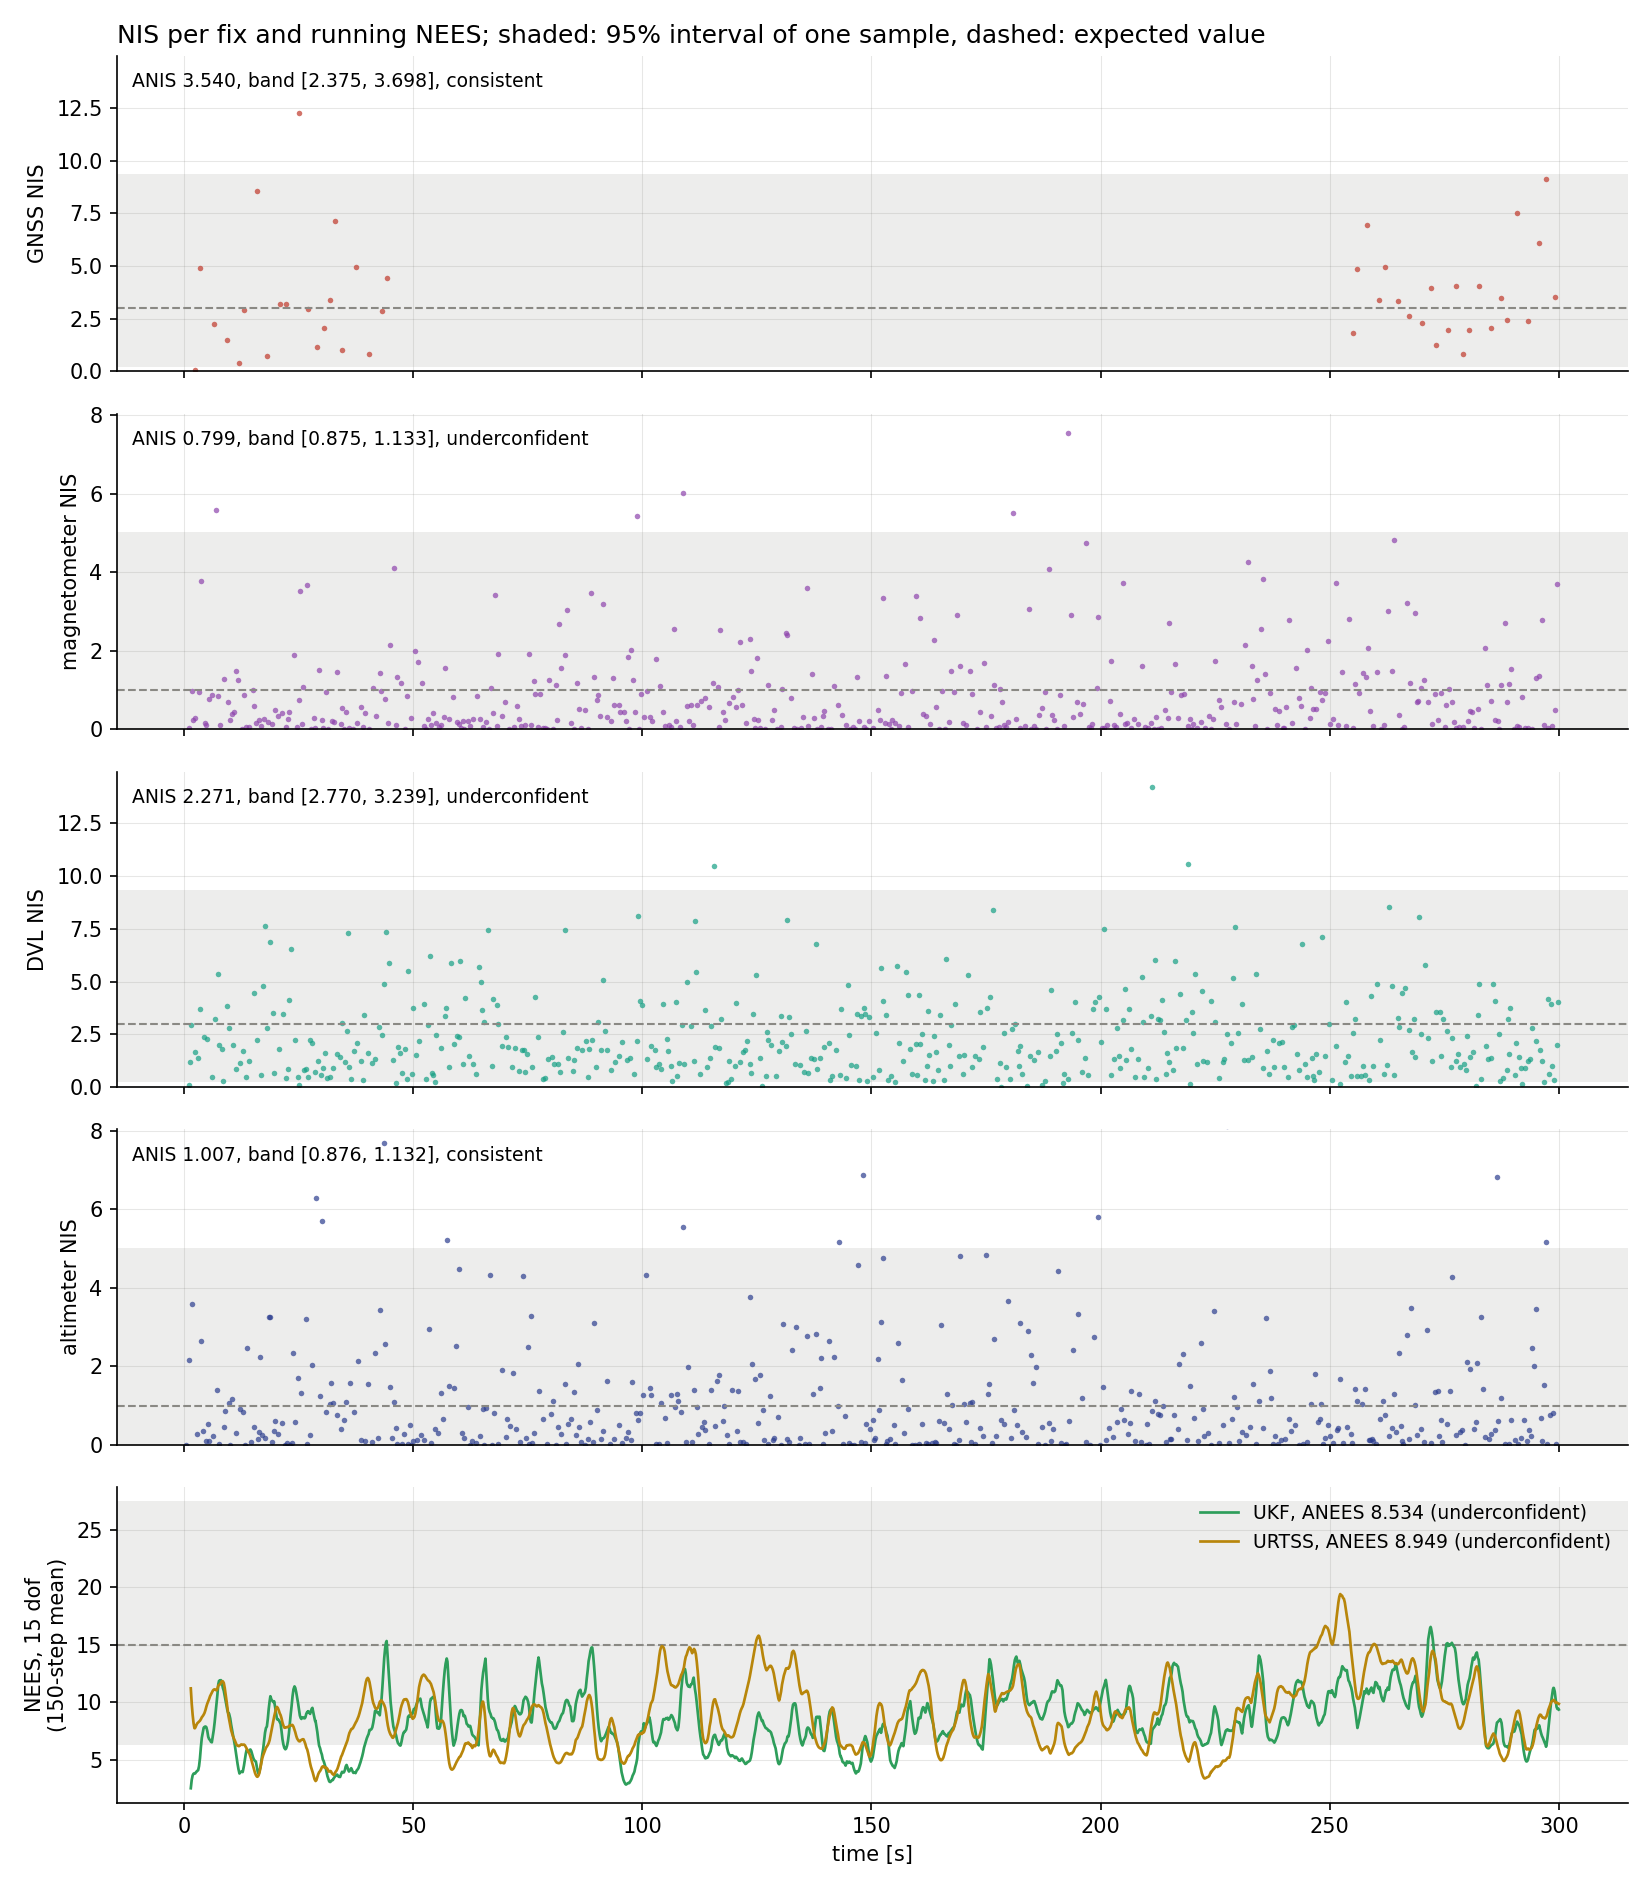 NIS per fix and running NEES; shaded: 95% interval of one sample, dashed: expected value
ANIS 3.540, band [2.375, 3.698], consistent
GNSS NIS
12.5
10.0
7.5
5.0
2.5
0.0
ANIS 0.799, band [0.875, 1.133], underconfident
magnetometer NIS
8
6
4
2
0
ANIS 2.271, band [2.770, 3.239], underconfident
DVL NIS
12.5
10.0
7.5
5.0
2.5
0.0
ANIS 1.007, band [0.876, 1.132], consistent
altimeter NIS
8
6
4
2
0
UKF, ANEES 8.534 (underconfident)
URTSS, ANEES 8.949 (underconfident)
NEES, 15 dof
(150-step mean)
25
20
15
10
5
0 50 100 150 200 250 300
time [s]